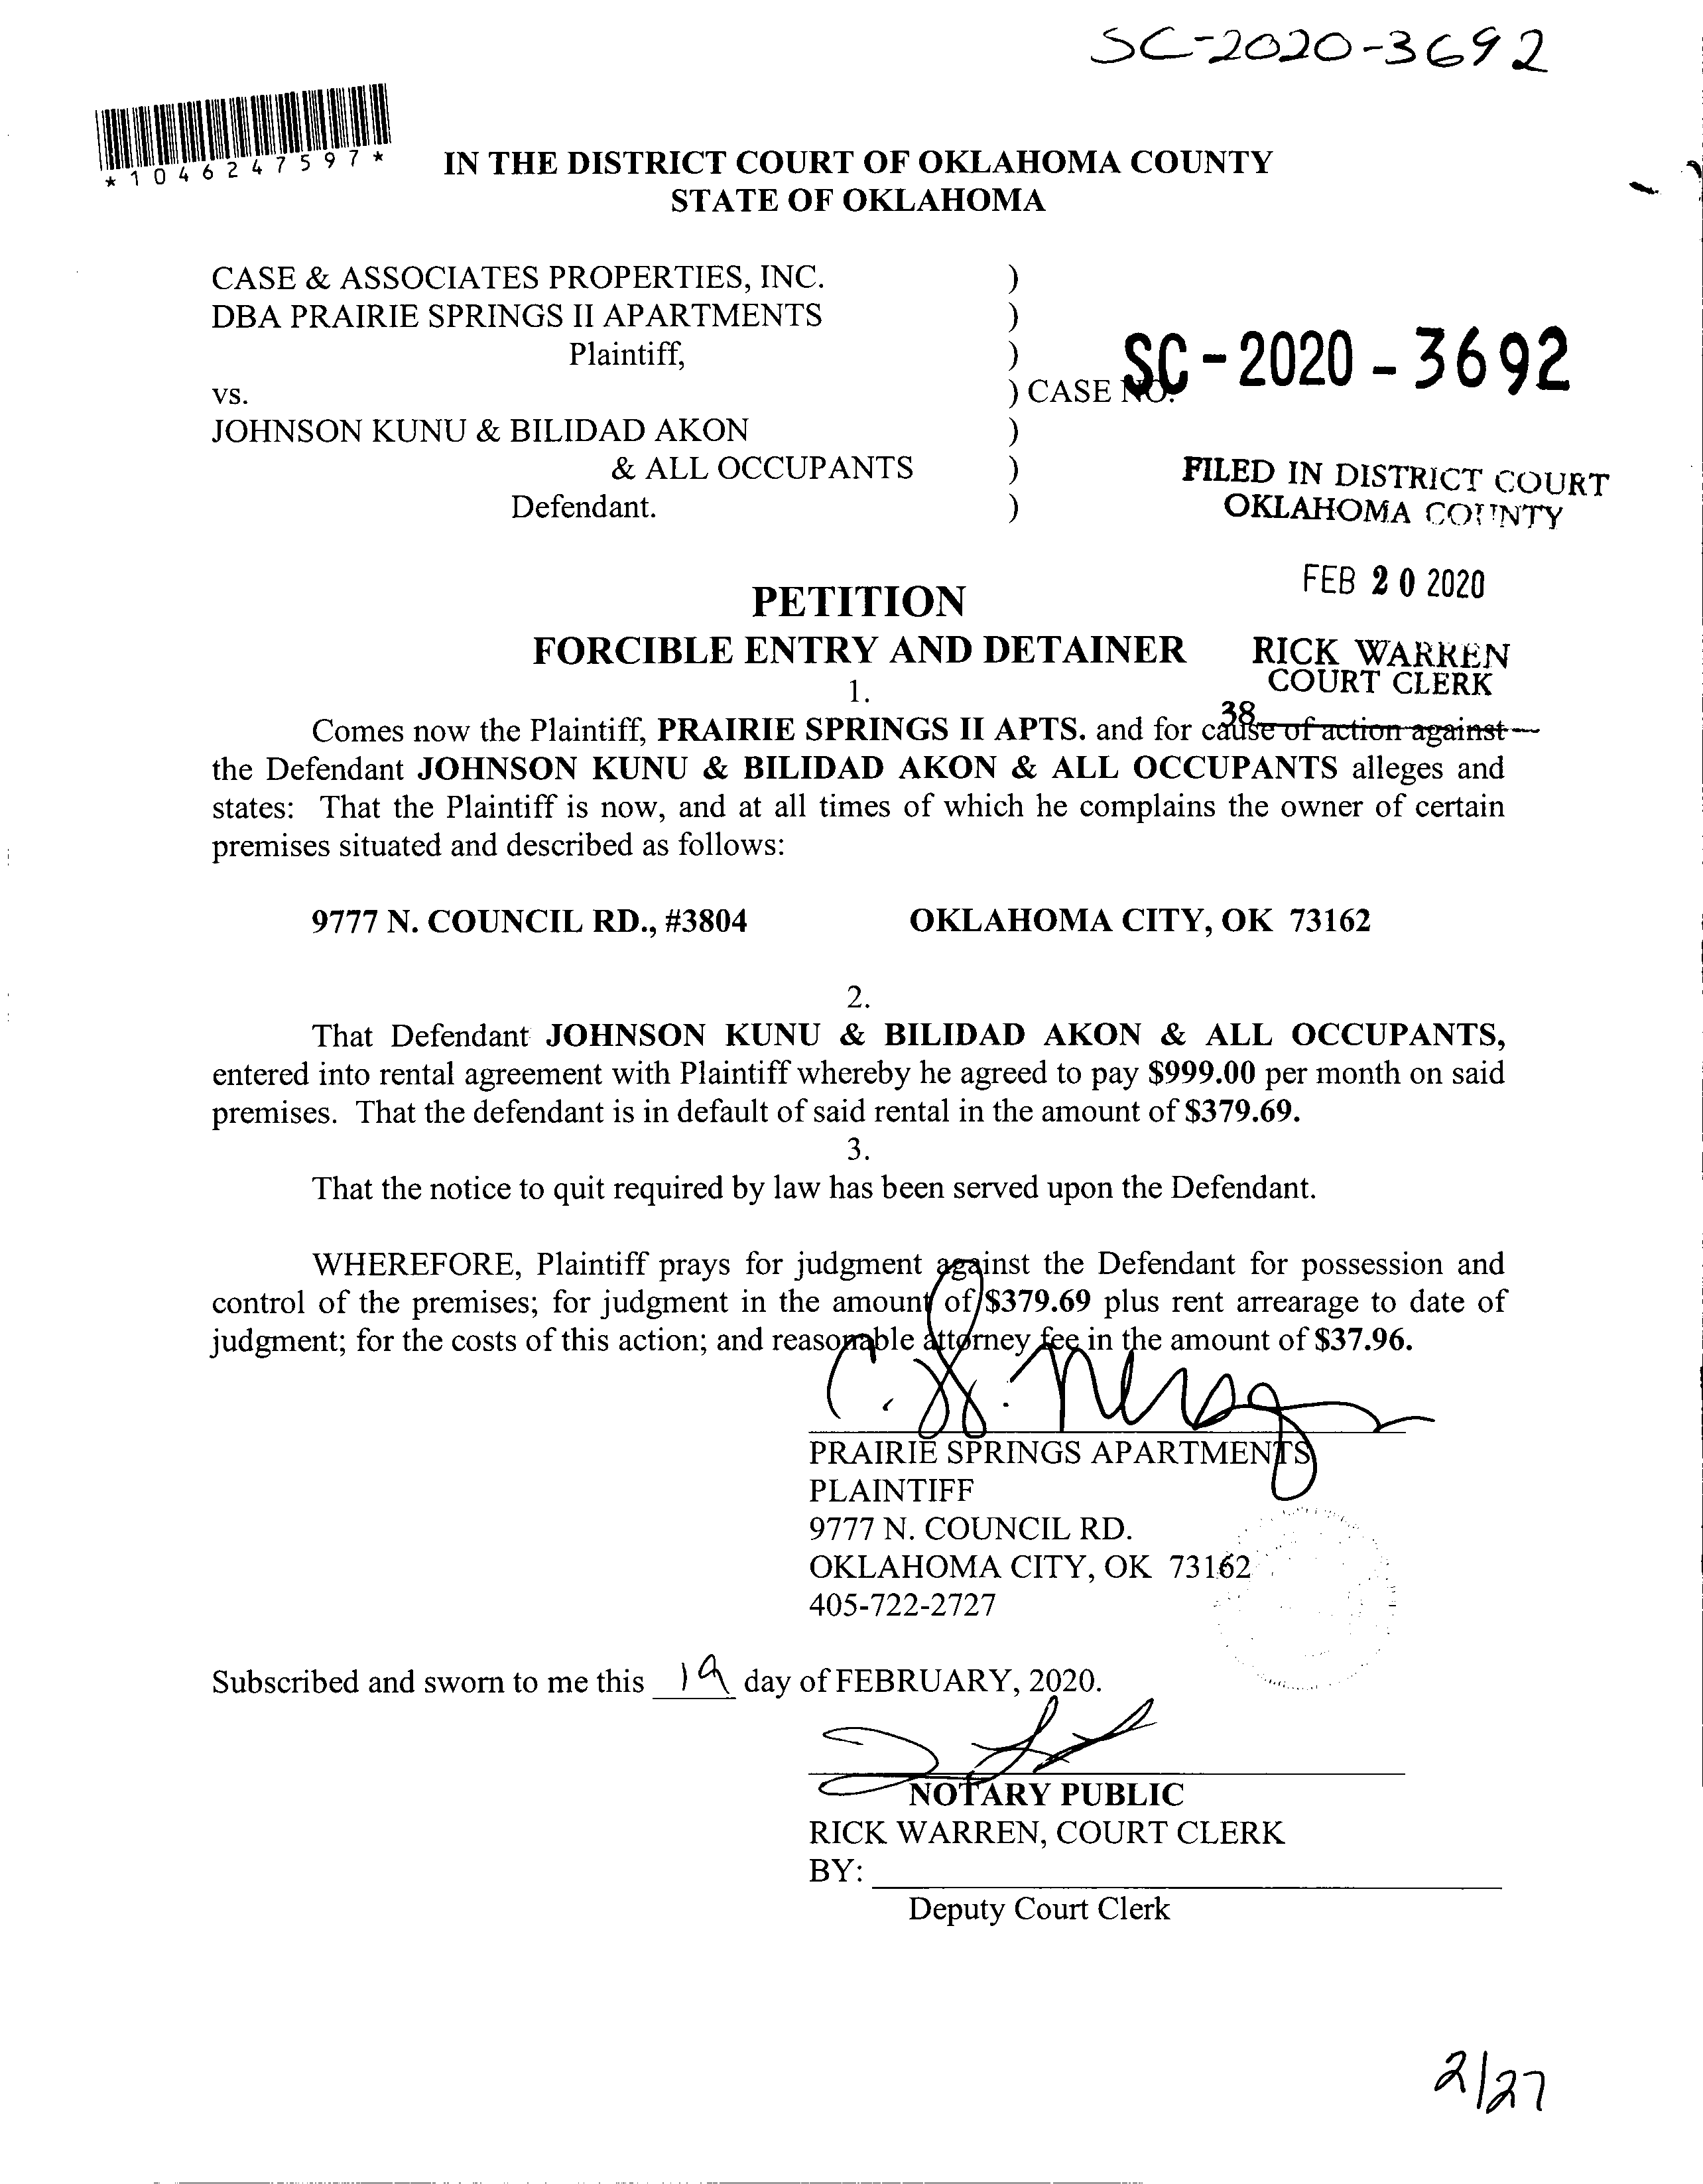 SC-2020-3692
*1046247597*
IN THE DISTRICT COURT OF OKLAHOMA COUNTY
STATE OF OKLAHOMA
CASE & ASSOCIATES PROPERTIES, INC. )
DBA PRAIRIE SPRINGS II APARTMENTS )
Plaintiff, )
SC-2020-3692
vs. ) CASE NO.
JOHNSON KUNU & BILIDAD AKON )
& ALL OCCUPANTS )
Defendant. )
FILED IN DISTRICT COURT
OKLAHOMA COUNTY
FEB 20 2020
RICK WARREN
COURT CLERK
38
PETITION
FORCIBLE ENTRY AND DETAINER
1.
Comes now the Plaintiff, PRAIRIE SPRINGS II APTS. and for cause of action against
the Defendant JOHNSON KUNU & BILIDAD AKON & ALL OCCUPANTS alleges and
states: That the Plaintiff is now, and at all times of which he complains the owner of certain
premises situated and described as follows:
9777 N. COUNCIL RD., #3804 OKLAHOMA CITY, OK 73162
2.
That Defendant JOHNSON KUNU & BILIDAD AKON & ALL OCCUPANTS,
entered into rental agreement with Plaintiff whereby he agreed to pay $999.00 per month on said
premises. That the defendant is in default of said rental in the amount of $379.69.
3.
That the notice to quit required by law has been served upon the Defendant.
WHEREFORE, Plaintiff prays for judgment against the Defendant for possession and
control of the premises; for judgment in the amount of $379.69 plus rent arrearage to date of
judgment; for the costs of this action; and reasonable attorney fee in the amount of $37.96.
PRAIRIE SPRINGS APARTMENTS
PLAINTIFF
9777 N. COUNCIL RD.
OKLAHOMA CITY, OK 73162
405-722-2727
Subscribed and sworn to me this 19 day of FEBRUARY, 2020.
NOTARY PUBLIC
RICK WARREN, COURT CLERK
BY:
Deputy Court Clerk
2/27